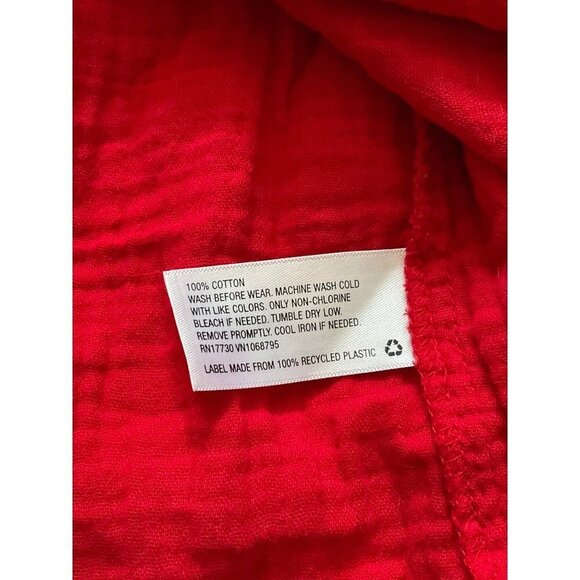 100% COTTON
WASH BEFORE WEAR. MACHINE WASH COLD
WITH LIKE COLORS. ONLY NON-CHLORINE
BLEACH IF NEEDED. TUMBLE DRY LOW.
REMOVE PROMPTLY. COOL IRON IF NEEDED.
RN17730 VN1068795
LABEL MADE FROM 100% RECYCLED PLASTIC